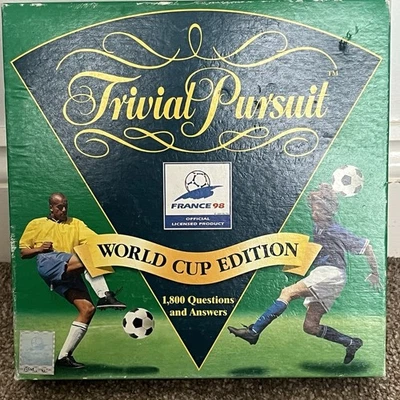 Trivial Pursuit
TM
FRANCE 98
OFFICIAL
LICENSED PRODUCT
WORLD CUP EDITION
1,800 Questions
and Answers